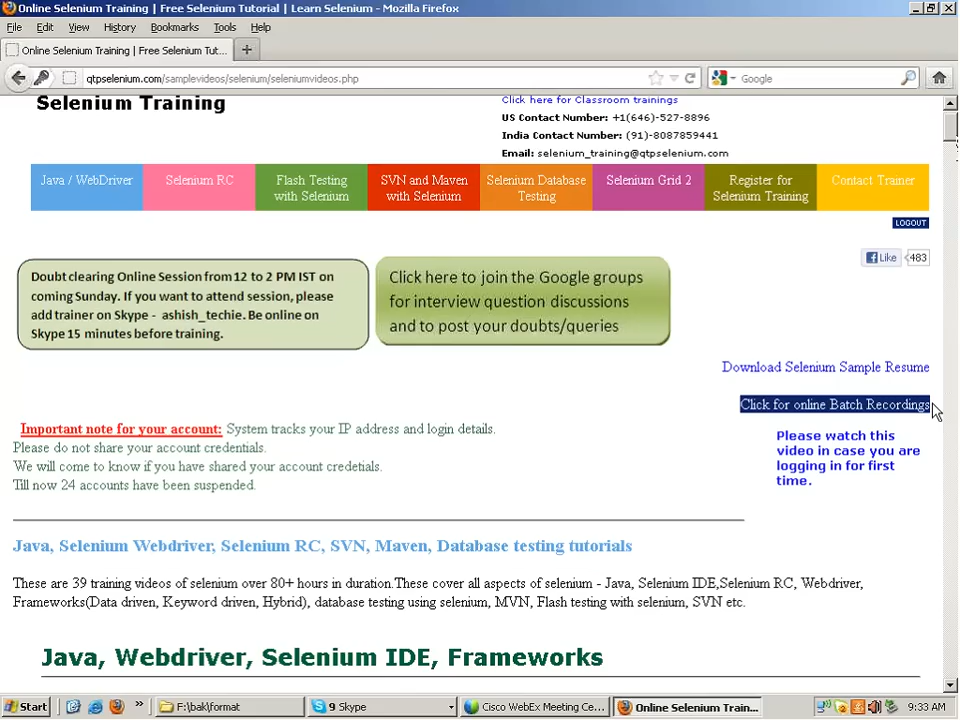 Online Selenium Training | Free Selenium Tutorial | Learn Selenium - Mozilla Firefox
File Edit View History Bookmarks Tools Help
Online Selenium Training | Free Selenium Tut...
qtpselenium.com/samplevideos/selenium/seleniumvideos.php
Google
Selenium Training
Click here for Classroom trainings
US Contact Number: +1(646)-527-8896
India Contact Number: (91)-8087859441
Email: selenium_training@qtpselenium.com
Java / WebDriver
Selenium RC
Flash Testing
with Selenium
SVN and Maven
with Selenium
Selenium Database
Testing
Selenium Grid 2
Register for
Selenium Training
Contact Trainer
LOGOUT
Like 483
Doubt clearing Online Session from 12 to 2 PM IST on
coming Sunday. If you want to attend session, please
add trainer on Skype - ashish_techie. Be online on
Skype 15 minutes before training.
Click here to join the Google groups
for interview question discussions
and to post your doubts/queries
Download Selenium Sample Resume
Click for online Batch Recordings
Important note for your account: System tracks your IP address and login details.
Please do not share your account credentials.
We will come to know if you have shared your account credetials.
Till now 24 accounts have been suspended.
Please watch this
video in case you are
logging in for first
time.
Java, Selenium Webdriver, Selenium RC, SVN, Maven, Database testing tutorials
These are 39 training videos of selenium over 80+ hours in duration.These cover all aspects of selenium - Java, Selenium IDE,Selenium RC, Webdriver,
Frameworks(Data driven, Keyword driven, Hybrid), database testing using selenium, MVN, Flash testing with selenium, SVN etc.
Java, Webdriver, Selenium IDE, Frameworks
Start
F:\bak\format
9 Skype
Cisco WebEx Meeting Ce...
Online Selenium Train...
9:33 AM